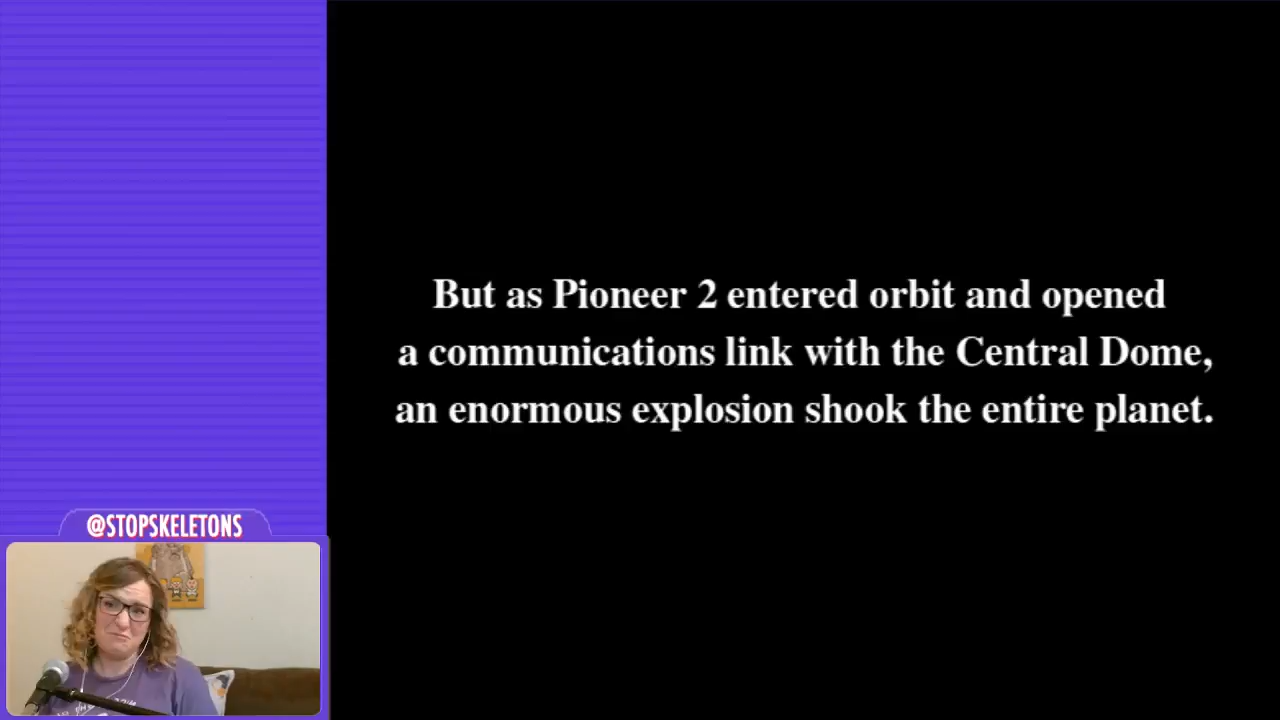 But as Pioneer 2 entered orbit and opened
a communications link with the Central Dome,
an enormous explosion shook the entire planet.
@STOPSKELETONS